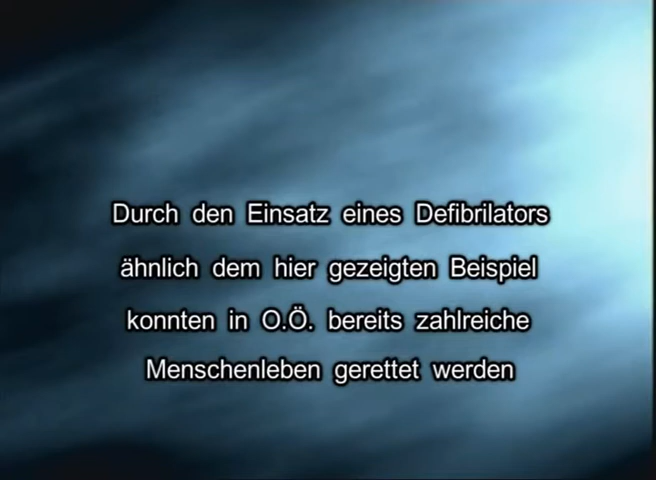 Durch den Einsatz eines Defibrilators
ähnlich dem hier gezeigten Beispiel
konnten in O.Ö. bereits zahlreiche
Menschenleben gerettet werden